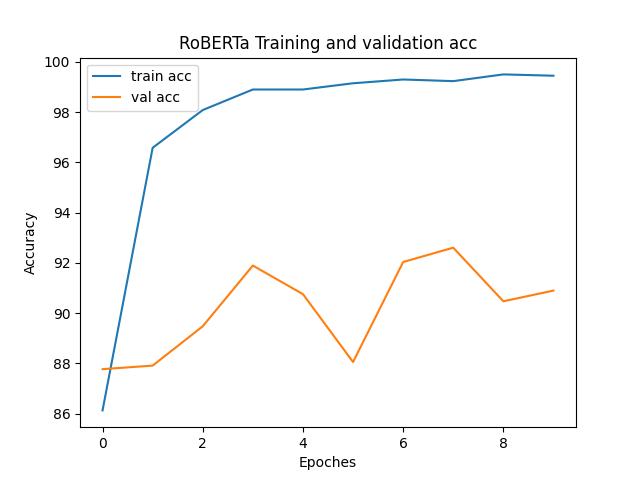 RoBERTa Training and validation acc
100
98
96
94
92
90
88
86
train acc
val acc
Accuracy
0
2
4
6
8
Epoches